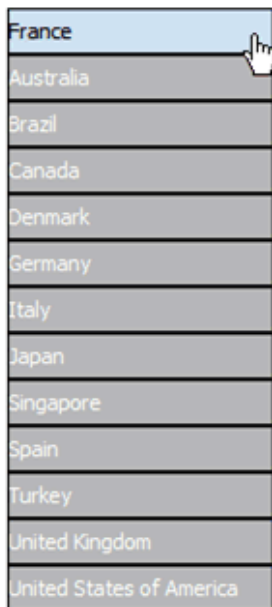 France
Australia
Brazil
Canada
Denmark
Germany
Italy
Japan
Singapore
Spain
Turkey
United Kingdom
United States of America